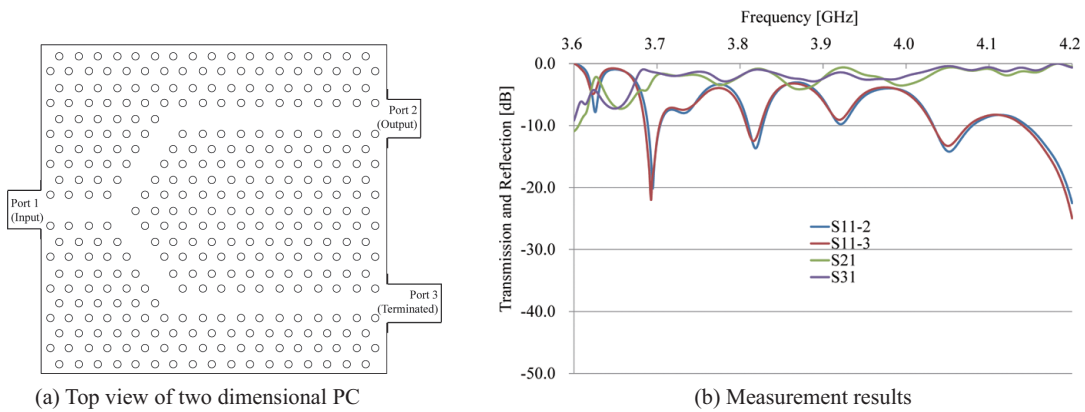 Port 1
(Input)
Port 2
(Output)
Port 3
(Terminated)
(a) Top view of two dimensional PC
Frequency [GHz]
3.6 3.7 3.8 3.9 4.0 4.1 4.2
Transmission and Reflection [dB]
0.0
-10.0
-20.0
-30.0
-40.0
-50.0
S11-2
S11-3
S21
S31
(b) Measurement results